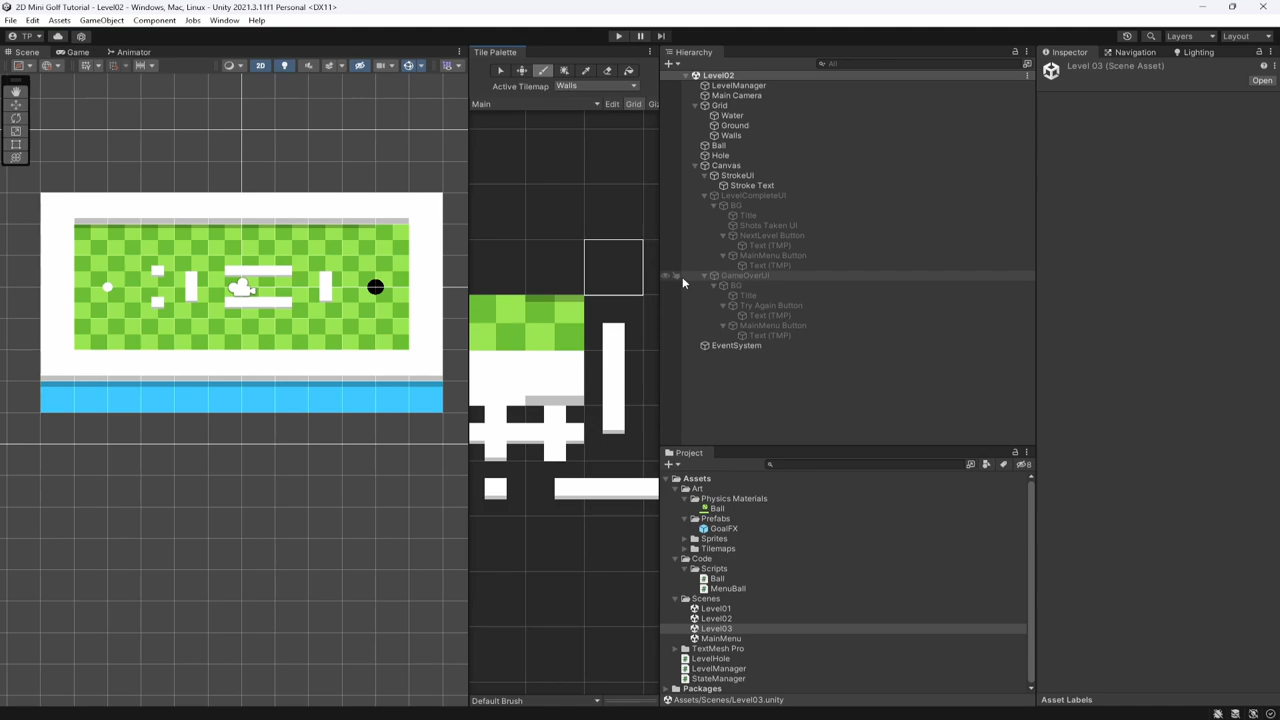 2D Mini Golf Tutorial - Level02 - Windows, Mac, Linux - Unity 2021.3.11f1 Personal <DX11>
File Edit Assets GameObject Component Jobs Window Help
TP
Layers Layout
Scene Game Animator
2D
Tile Palette
Active Tilemap Walls
Main Edit Grid Giz
Default Brush
Hierarchy
All
Level02
LevelManager
Main Camera
Grid
Water
Ground
Walls
Ball
Hole
Canvas
StrokeUI
Stroke Text
LevelCompleteUI
BG
Title
Shots Taken UI
NextLevel Button
Text (TMP)
MainMenu Button
Text (TMP)
GameOverUI
BG
Title
Try Again Button
Text (TMP)
MainMenu Button
Text (TMP)
EventSystem
Project
8
Assets
Art
Physics Materials
Ball
Prefabs
GoalFX
Sprites
Tilemaps
Code
Scripts
Ball
MenuBall
Scenes
Level01
Level02
Level03
MainMenu
TextMesh Pro
LevelHole
LevelManager
StateManager
Packages
Assets/Scenes/Level03.unity
Inspector Navigation Lighting
Level 03 (Scene Asset)
Open
Asset Labels